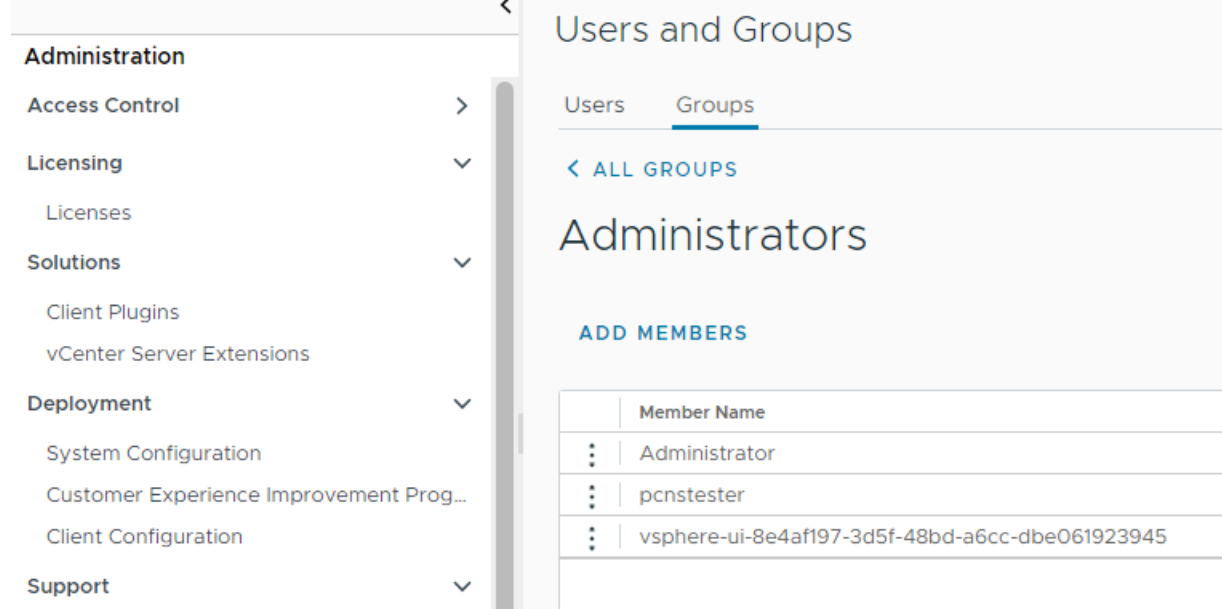 Administration
Access Control
Licensing
Licenses
Solutions
Client Plugins
vCenter Server Extensions
Deployment
System Configuration
Customer Experience Improvement Prog...
Client Configuration
Support
Users and Groups
Users Groups
ALL GROUPS
Administrators
ADD MEMBERS
Member Name
Administrator
pcnstester
vsphere-ui-8e4af197-3d5f-48bd-a6cc-dbe061923945